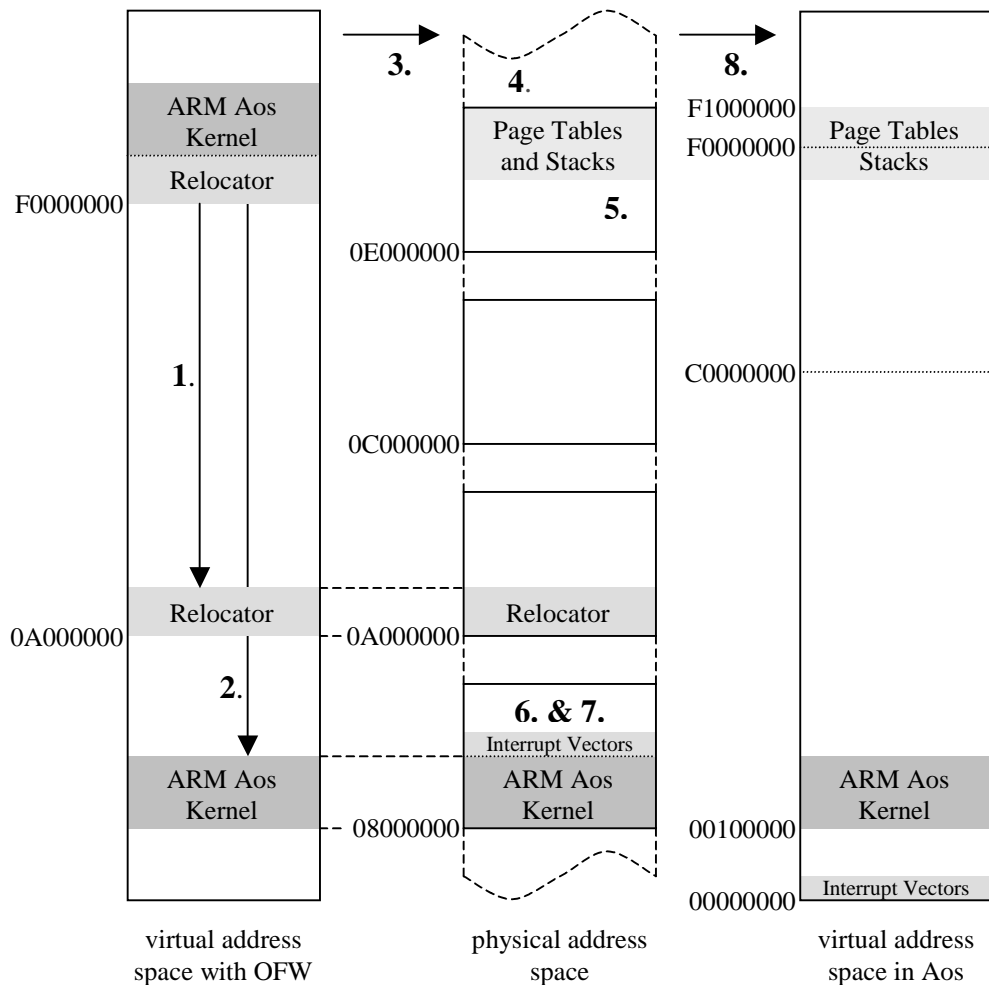 3.
8.
4.
ARM Aos
Kernel
Relocator
F0000000
Page Tables
and Stacks
5.
0E000000
F1000000
F0000000
Page Tables
Stacks
1.
C0000000
0C000000
Relocator
0A000000
0A000000
Relocator
2.
6. & 7.
Interrupt Vectors
ARM Aos
Kernel
ARM Aos
Kernel
08000000
ARM Aos
Kernel
00100000
Interrupt Vectors
00000000
virtual address
space with OFW
physical address
space
virtual address
space in Aos